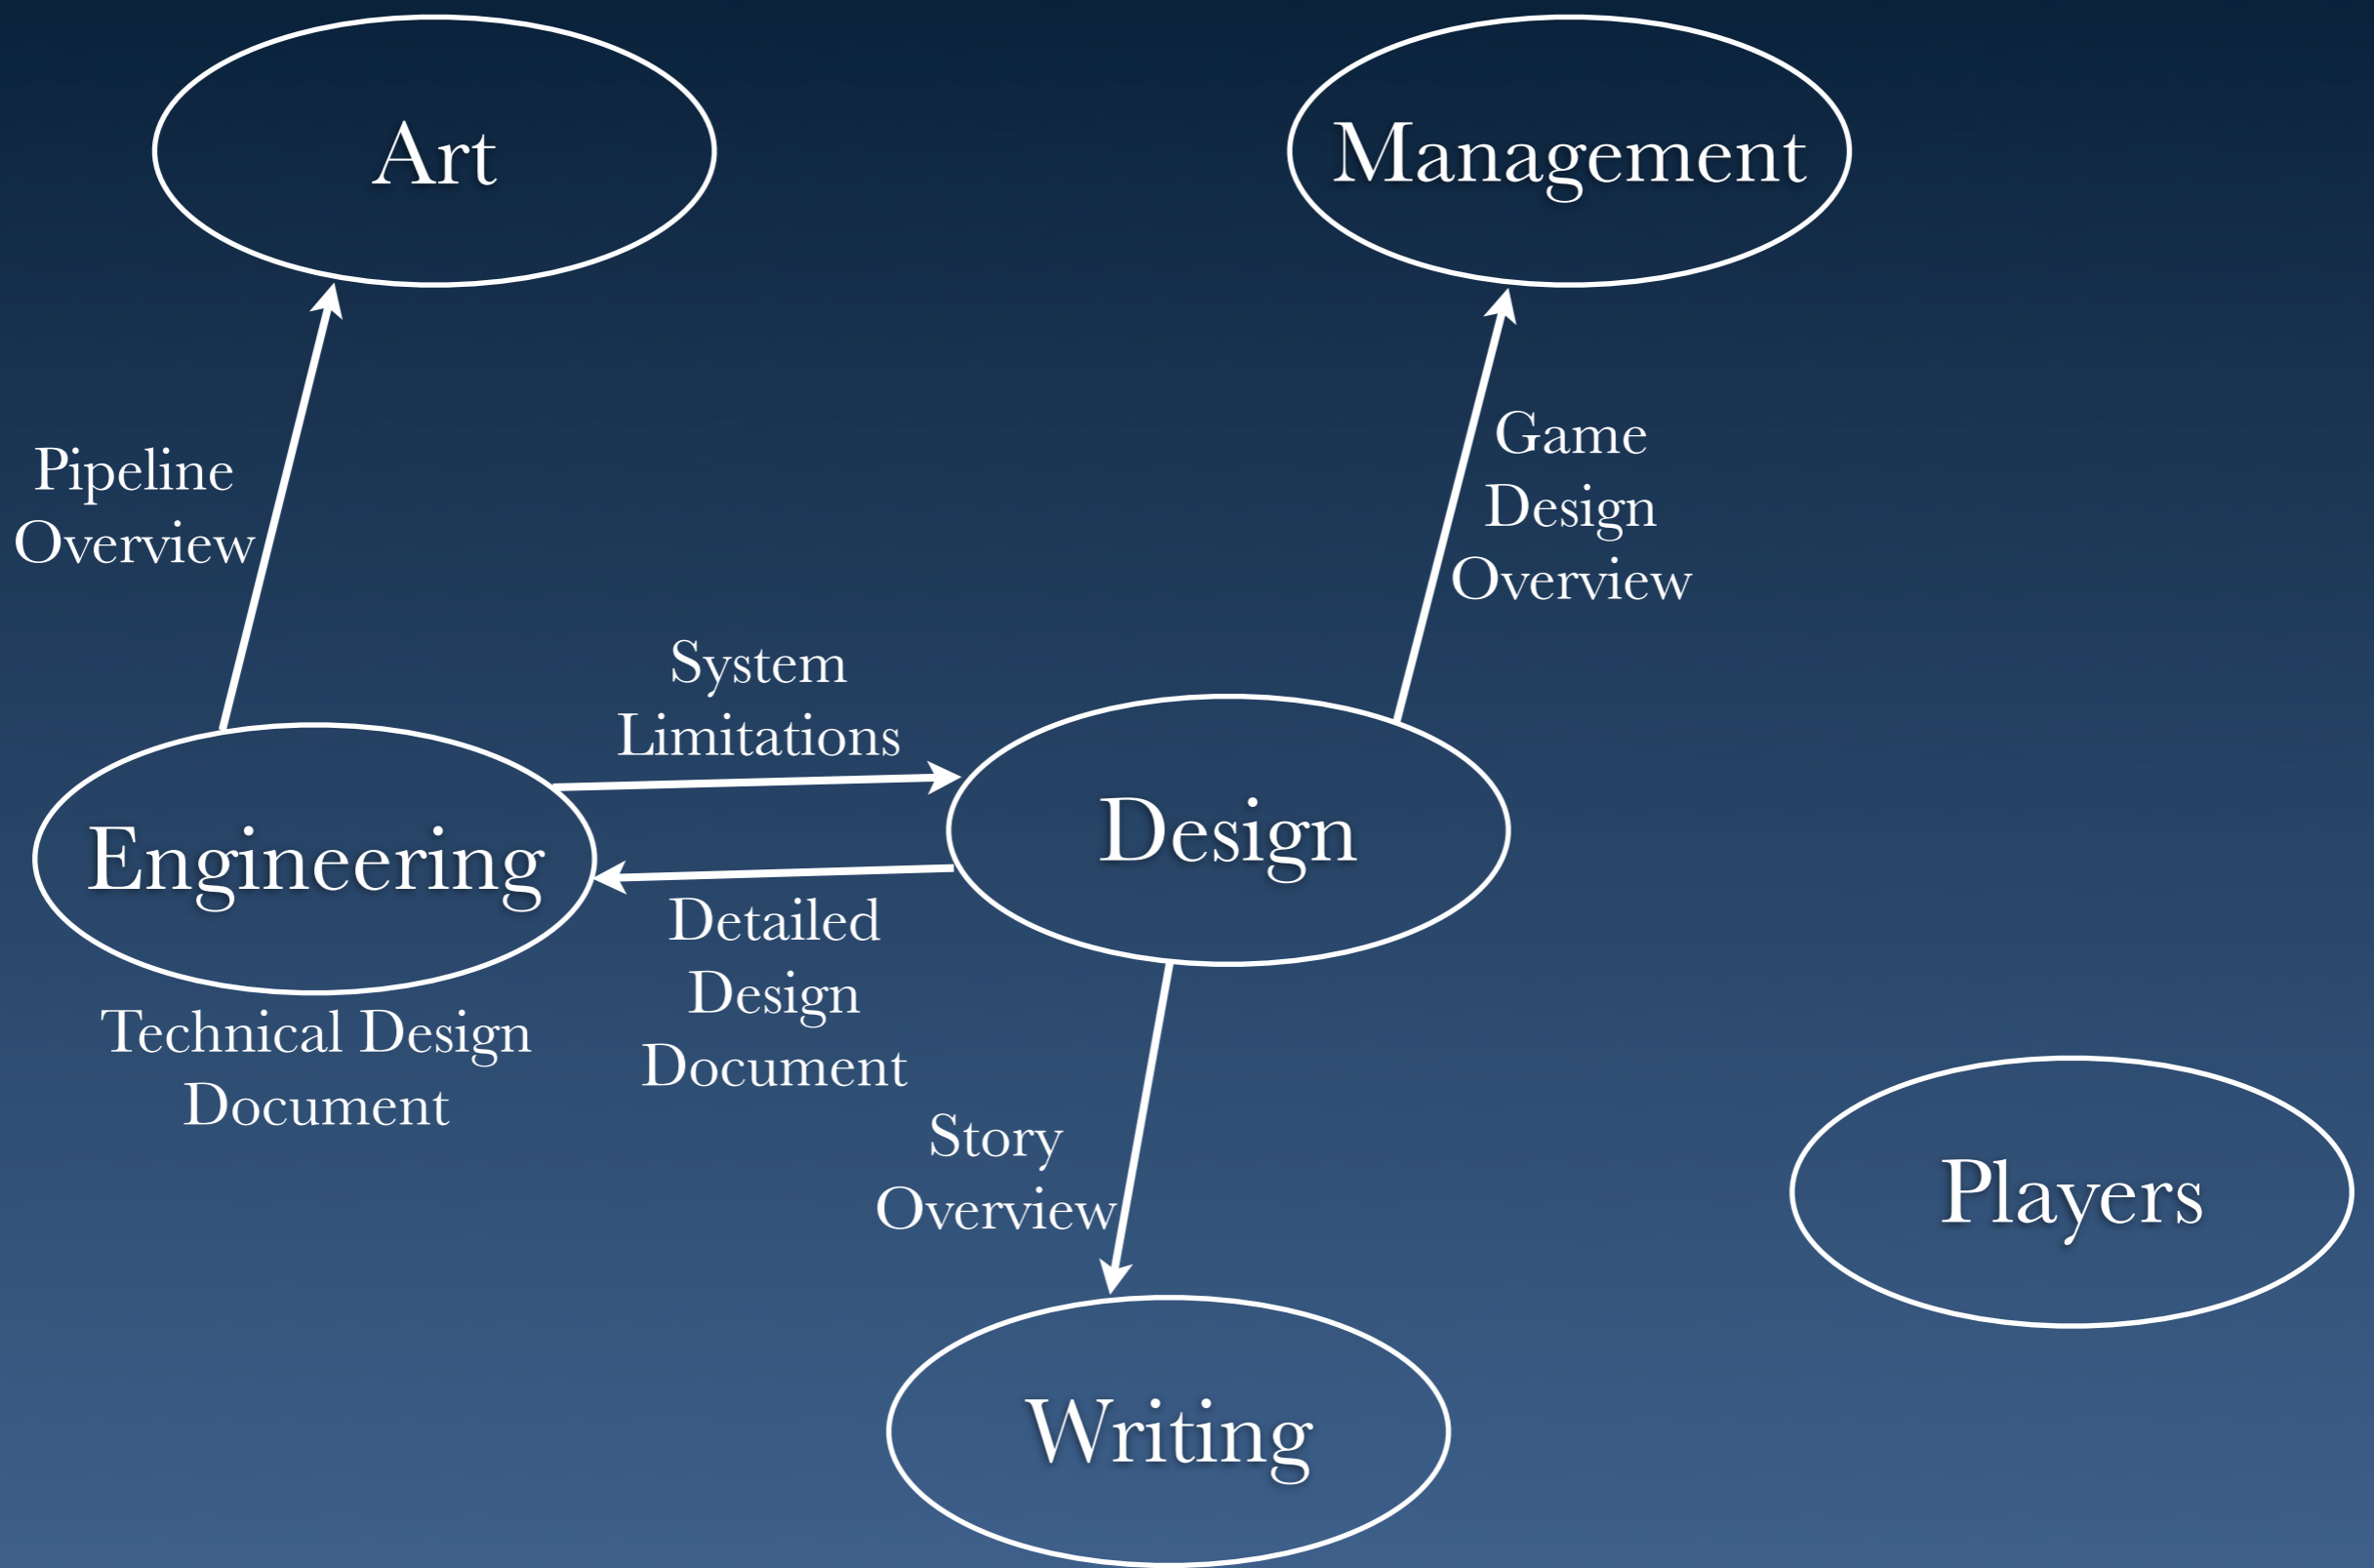 Art
Management
Pipeline
Overview
Game
Design
Overview
System
Limitations
Engineering
Design
Detailed
Design
Document
Technical Design
Document
Story
Overview
Players
Writing